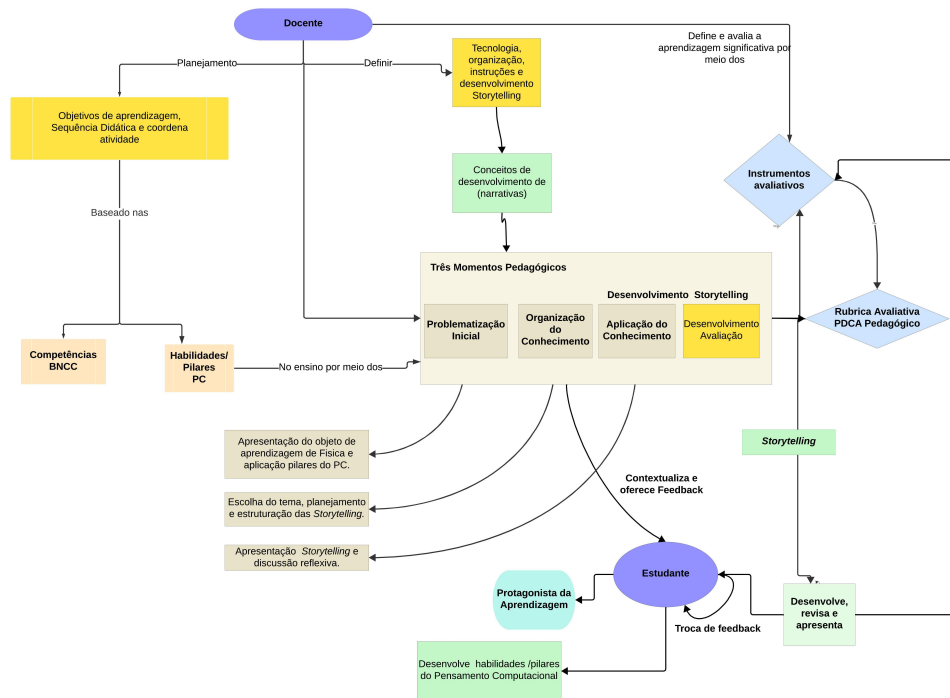 Docente
Planejamento
Definir
Tecnologia,
organização,
instruções e
desenvolvimento
Storytelling
Define e avalia a
aprendizagem significativa por
meio dos
Objetivos de aprendizagem,
Sequência Didática e coordena
atividade
Conceitos de
desenvolvimento de
(narrativas)
Instrumentos
avaliativos
Baseado nas
Três Momentos Pedagógicos
Desenvolvimento Storytelling
Problematização
Inicial
Organização
do
Conhecimento
Aplicação do
Conhecimento
Desenvolvimento
Avaliação
Rubrica Avaliativa
PDCA Pedagógico
Competências
BNCC
Habilidades/
Pilares
PC
No ensino por meio dos
Apresentação do objeto de
aprendizagem de Fisica e
aplicação pilares do PC.
Storytelling
Escolha do tema, planejamento
e estruturação das Storytelling.
Contextualiza e
oferece Feedback
Apresentação Storytelling e
discussão reflexiva.
Estudante
Protagonista da
Aprendizagem
Troca de feedback
Desenvolve,
revisa e
apresenta
Desenvolve habilidades /pilares
do Pensamento Computacional